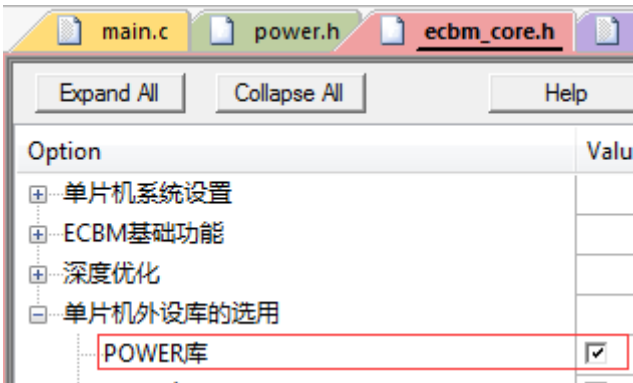 main.c power.h ecbm_core.h
Expand All Collapse All Help
Option Valu
单片机系统设置
ECBM基础功能
深度优化
单片机外设库的选用
POWER库